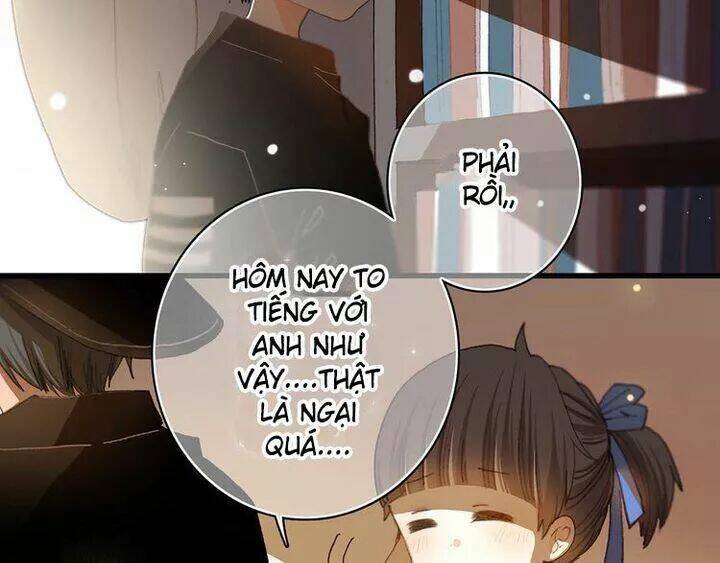 PHẢI
RỒI,,
HÔM NAY TO
TIẾNG VỚI
ANH NHƯ
VẬY....THẬT
LÀ NGẠI
QUÁ....